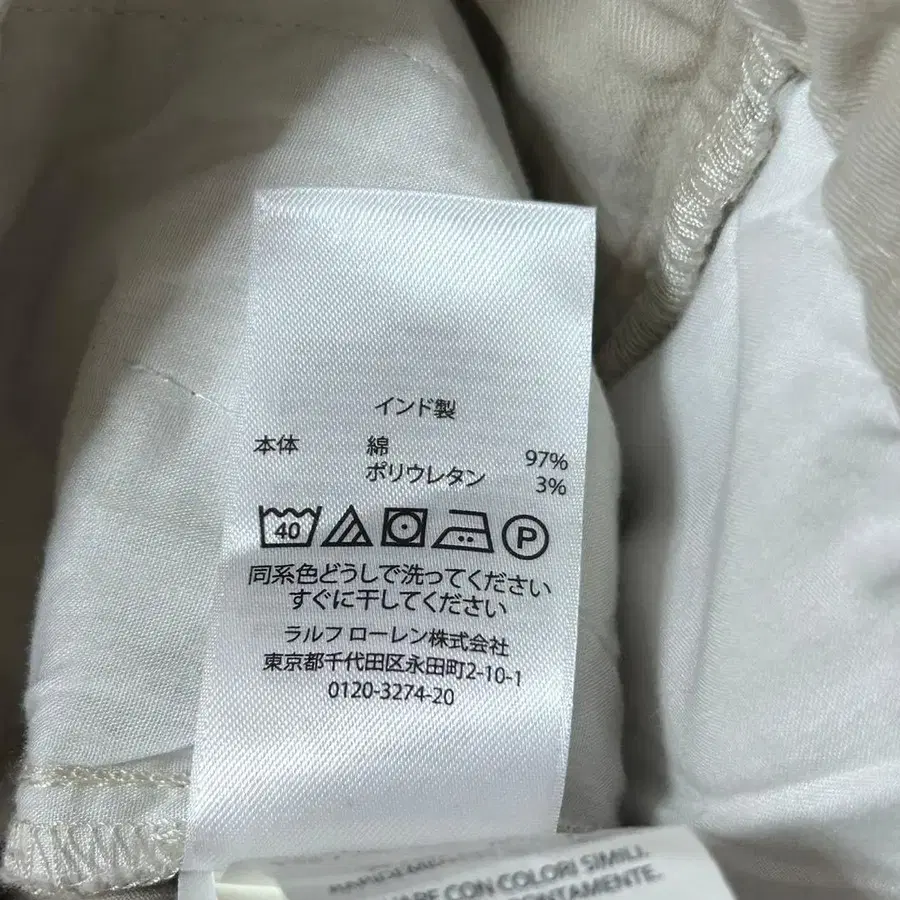 インド製
本体 綿 97%
ポリウレタン 3%
40 P
同系色どうしで洗ってください
すぐに干してください
ラルフ ローレン株式会社
東京都千代田区永田町2-10-1
0120-3274-20
CON COLORI SIMILI.